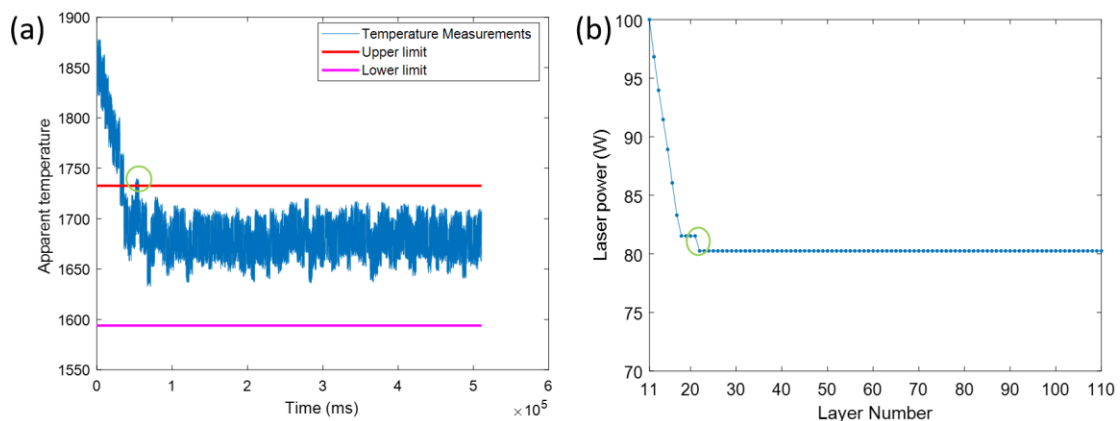 (a)
1900
1850
1800
1750
1700
1650
1600
1550
Apparent temperature
Temperature Measurements
Upper limit
Lower limit
0 1 2 3 4 5 6
Time (ms)
×10⁵
(b)
100
95
90
85
80
75
70
Laser power (W)
11 20 30 40 50 60 70 80 90 100 110
Layer Number